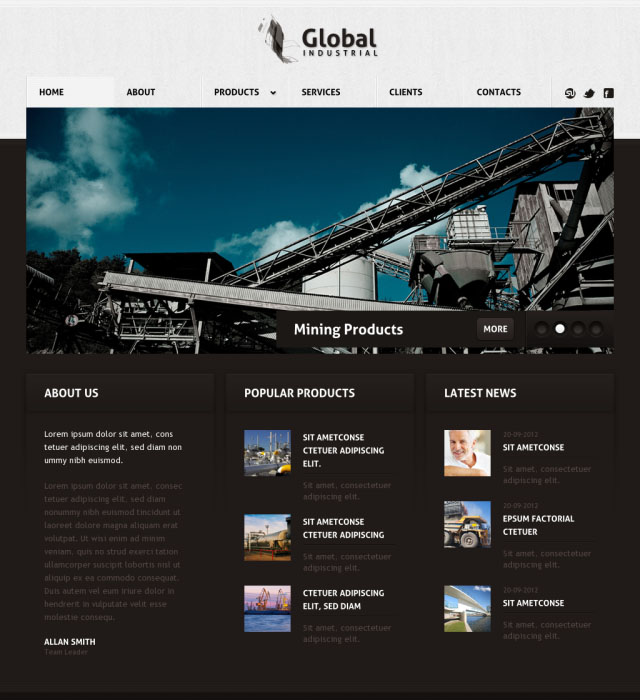 Global
INDUSTRIAL
HOME ABOUT PRODUCTS SERVICES CLIENTS CONTACTS
Mining Products MORE
ABOUT US
Lorem ipsum dolor sit amet, cons
tetuer adipiscing elit, sed diam non
ummy nibh euismod.
Lorem ipsum dolor sit amet, consec
tetuer adipiscing elit, sed diam
nonummy nibh euismod tincidunt ut
laoreet dolore magna aliquam erat
volutpat. Ut wisi enim ad minim
veniam, quis no strud exerci tation
ullamcorper suscipit lobortis nisl ut
aliquip ex ea commodo consequat.
Duis autem vel eum iriure dolor in
hendrerit in vulputate velit esse
molestie consequ.
ALLAN SMITH
Team Leader
POPULAR PRODUCTS
SIT AMETCONSE
CTETUER ADIPISCING
ELIT.
Sit amet, consectetuer
adipiscing elit.
SIT AMETCONSE
CTETUER ADIPISCING
Sit amet, consectetuer
adipiscing elit.
CTETUER ADIPISCING
ELIT, SED DIAM
Sit amet, consectetuer
adipiscing elit.
LATEST NEWS
20-09-2012
SIT AMETCONSE
Sit amet, consectetuer
adipiscing elit.
20-09-2012
EPSUM FACTORIAL
CTETUER
Sit amet, consectetuer
adipiscing elit.
20-09-2012
SIT AMETCONSE
Sit amet, consectetuer
adipiscing elit.